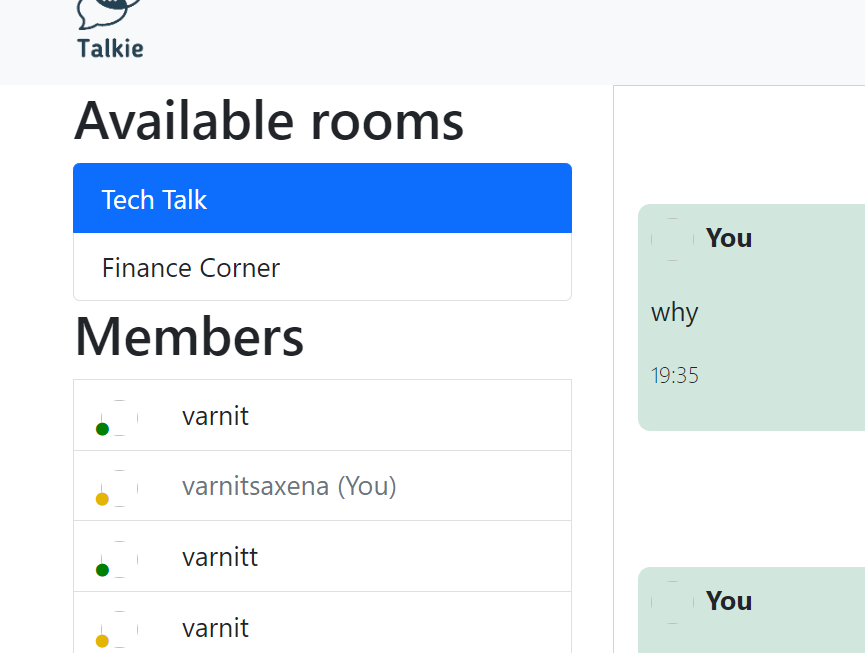 Talkie
Available rooms
Tech Talk
Finance Corner
Members
varnit
varnitsaxena (You)
varnitt
varnit
You
why
19:35
You